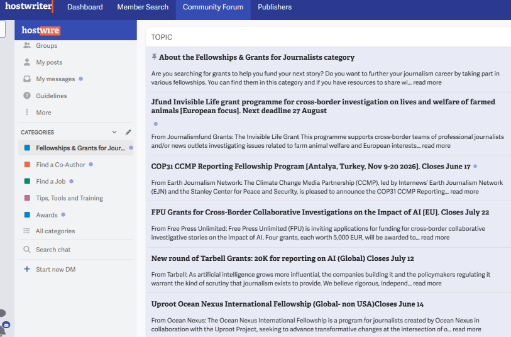 hostwriter
Dashboard
Member Search
Community Forum
Publishers
hostwire
Groups
My posts
My messages
Guidelines
More
CATEGORIES
Fellowships & Grants for Jour...
Find a Co-Author
Find a Job
Tips, Tools and Training
Awards
All categories
Search chat
Start new DM
TOPIC
About the Fellowships & Grants for Journalists category
Are you searching for grants to help you fund your next story? Do you want to further your journalism career by taking part in
various fellowships. You can find them in this category and if you have resources to share wi... read more
Jfund Invisible Life grant programme for cross-border investigation on lives and welfare of farmed
animals [European focus]. Next deadline 27 August
From Journalismfund Grants: The Invisible Life Grant This programme supports cross-border teams of professional journalists
and/or news outlets investigating issues related to farm animal welfare and European interests... read more
COP31 CCMP Reporting Fellowship Program [Antalya, Turkey, Nov 9-20 2026]. Closes June 17
From Earth Journalism Network: The Climate Change Media Partnership (CCMP), led by Internews' Earth Journalism Network
(EJN) and the Stanley Center for Peace and Security, is pleased to announce the COP31 CCMP Reporting... read more
FPU Grants for Cross-Border Collaborative Investigations on the Impact of AI [EU], Closes July 22
From Free Press Unlimited: Free Press Unlimited (FPU) is inviting applications for funding for cross-border collaborative
investigative stories on the impact of AI. Four grants, each worth 5,000 EUR, will be awarded to... read more
New round of Tarbell Grants: 20K for reporting on AI (Global) Closes July 12
From Tarbell: As artificial intelligence grows more influential, the companies building it and the policymakers regulating it
warrant the kind of scrutiny that journalism exists to provide. We believe rigorous, Independ... read more
Uproot Ocean Nexus International Fellowship (Global- non USA)Closes June 14
From Ocean Nexus: The Ocean Nexus International Fellowship is a program for journalists created by Ocean Nexus in
collaboration with the Uproot Project, seeking to advance transformative changes at the intersection of o... read more